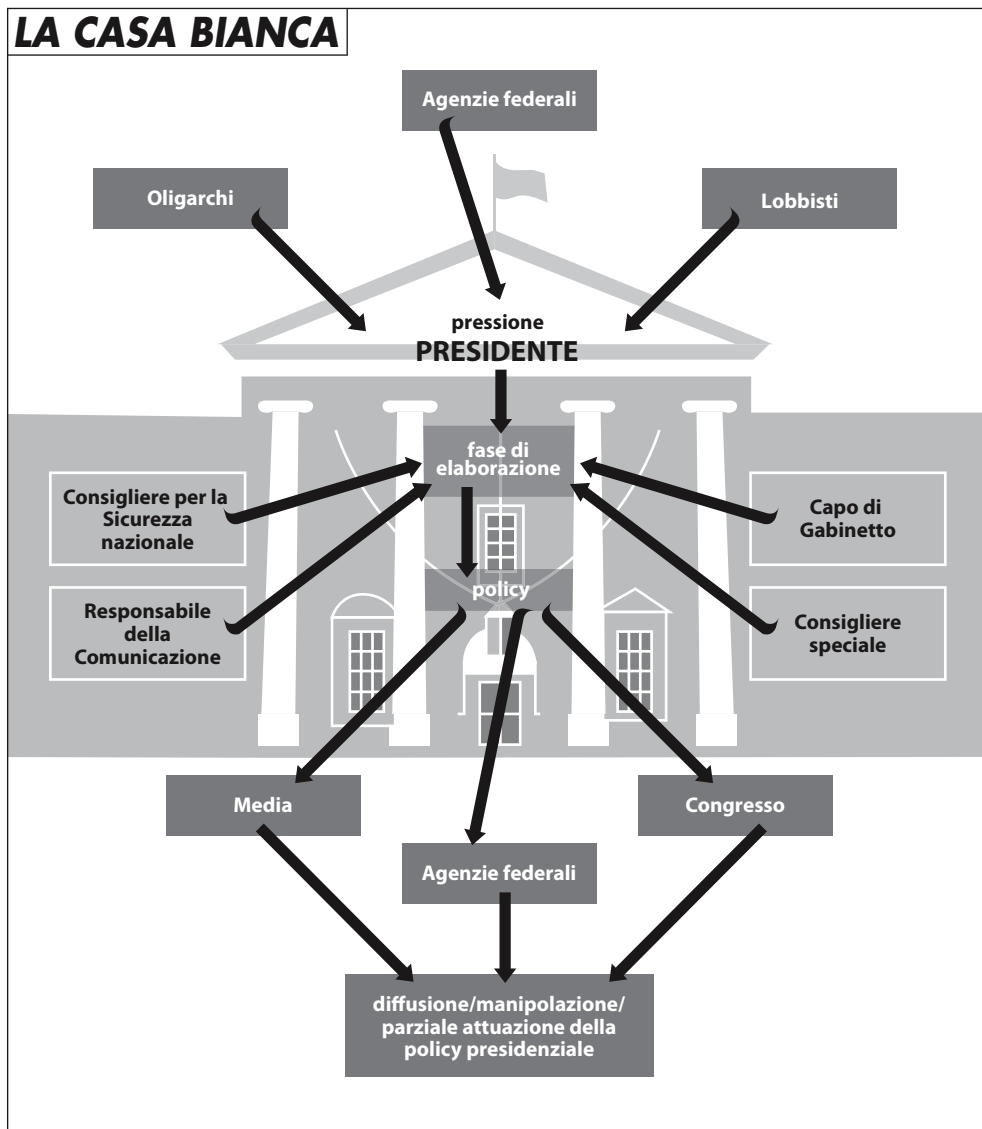 LA CASA BIANCA
Agenzie federali
Oligarchi
Lobbisti
pressione
PRESIDENTE
fase di
elaborazione
Consigliere per la
Sicurezza
nazionale
Capo di
Gabinetto
policy
Responsabile
della
Comunicazione
Consigliere
speciale
Media
Congresso
Agenzie federali
diffusione/manipolazione/
parziale attuazione della
policy presidenziale